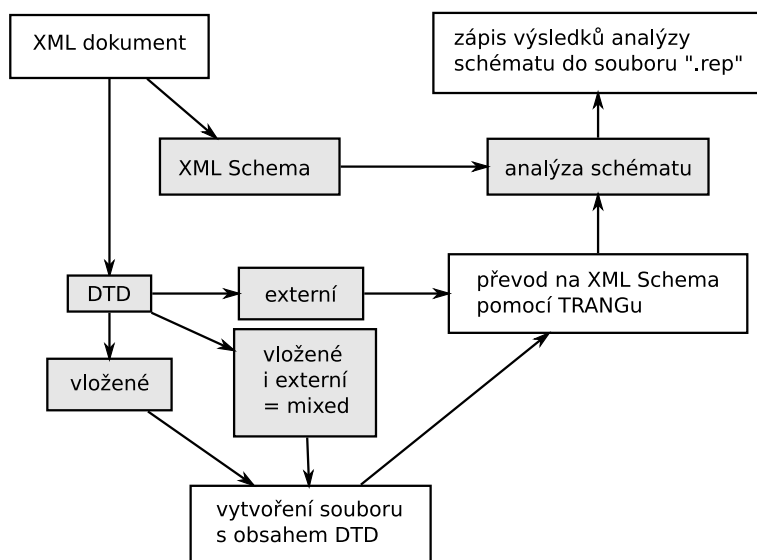 XML dokument
zápis výsledků analýzy
schématu do souboru ".rep"
XML Schema
analýza schématu
DTD
externí
převod na XML Schema
pomocí TRANGu
vložené
vložené
i externí
= mixed
vytvoření souboru
s obsahem DTD